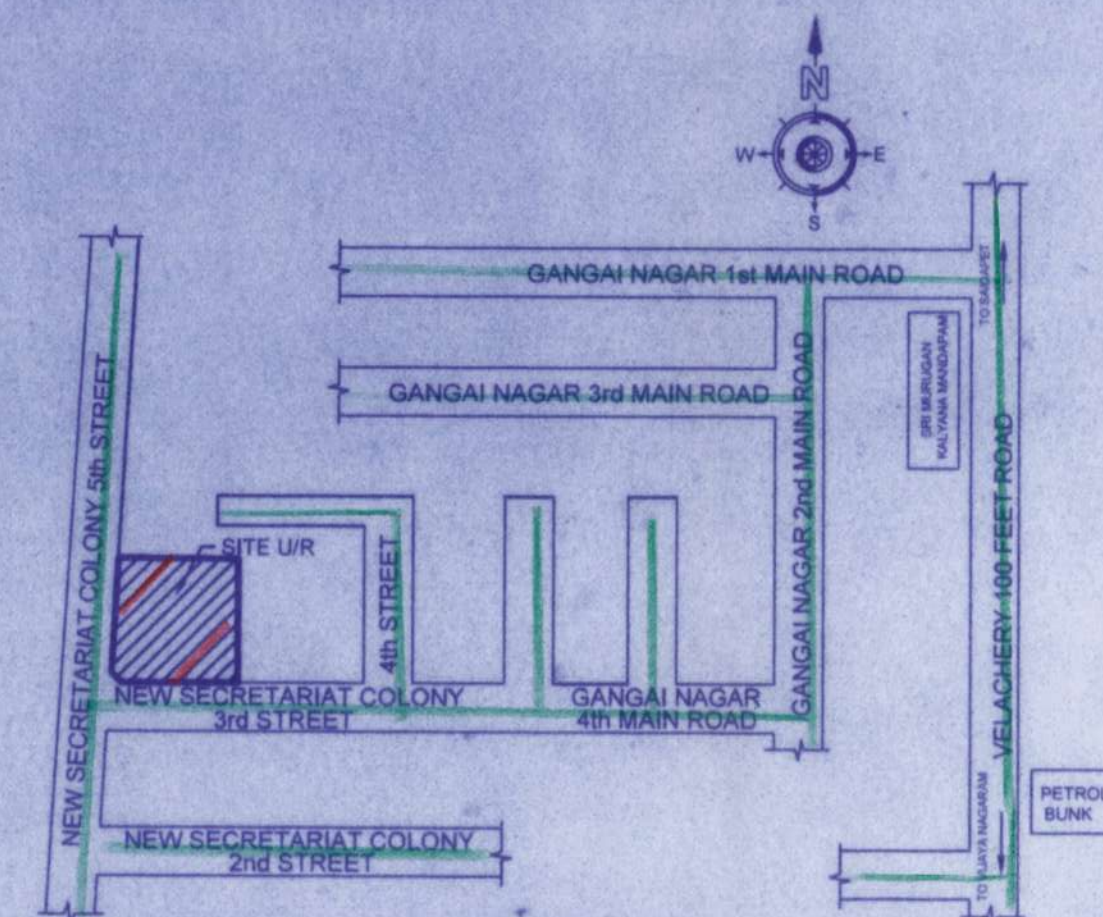 N
W
E
S
GANGAI NAGAR 1st MAIN ROAD
TO SAIDAPET
GANGAI NAGAR 3rd MAIN ROAD
SRI MURUGAN
KALYANA MANDAPAM
NEW SECRETARIAT COLONY 5th STREET
GANGAI NAGAR 2nd MAIN ROAD
VELACHERY 100 FEET ROAD
SITE U/R
4th STREET
NEW SECRETARIAT COLONY
3rd STREET
GANGAI NAGAR
4th MAIN ROAD
PETROL
BUNK
TO VIJAYA NAGARAM
NEW SECRETARIAT COLONY
2nd STREET